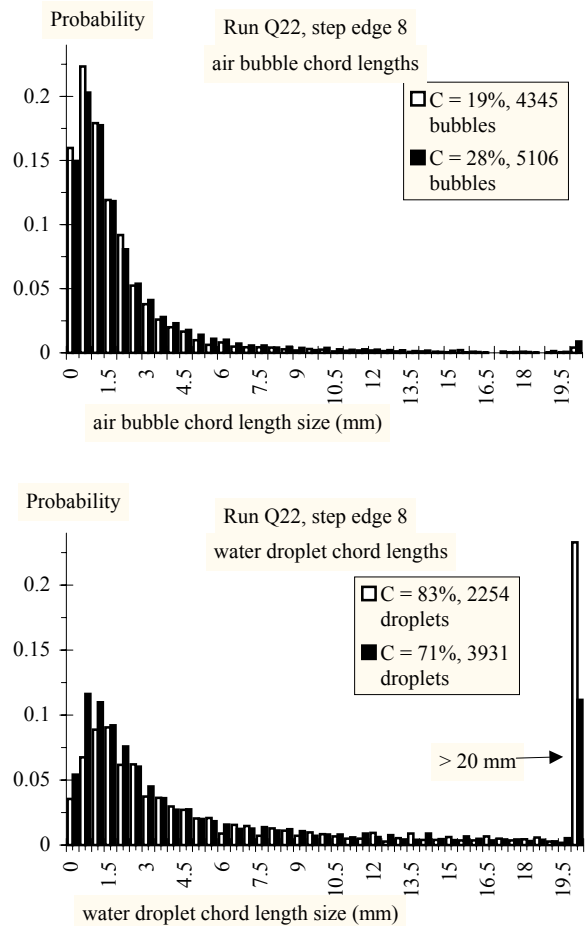 Probability
Run Q22, step edge 8
air bubble chord lengths
C = 19%, 4345
bubbles
C = 28%, 5106
bubbles
0.2
0.15
0.1
0.05
0
0 1.5 3 4.5 6 7.5 9 10.5 12 13.5 15 16.5 18 19.5
air bubble chord length size (mm)
Probability
Run Q22, step edge 8
water droplet chord lengths
C = 83%, 2254
droplets
C = 71%, 3931
droplets
0.2
0.15
0.1
0.05
0
> 20 mm
0 1.5 3 4.5 6 7.5 9 10.5 12 13.5 15 16.5 18 19.5
water droplet chord length size (mm)